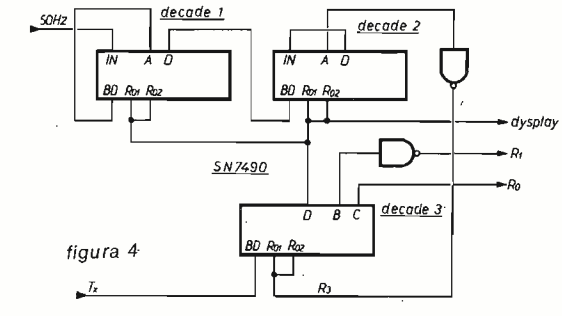 50Hz
decade 1
decade 2
IN A D
IN A D
BD R01 R02
BD R01 R02
dysplay
R1
SN7490
R0
D B C
decade 3
figura 4
BD R01 R02
Tx
R3